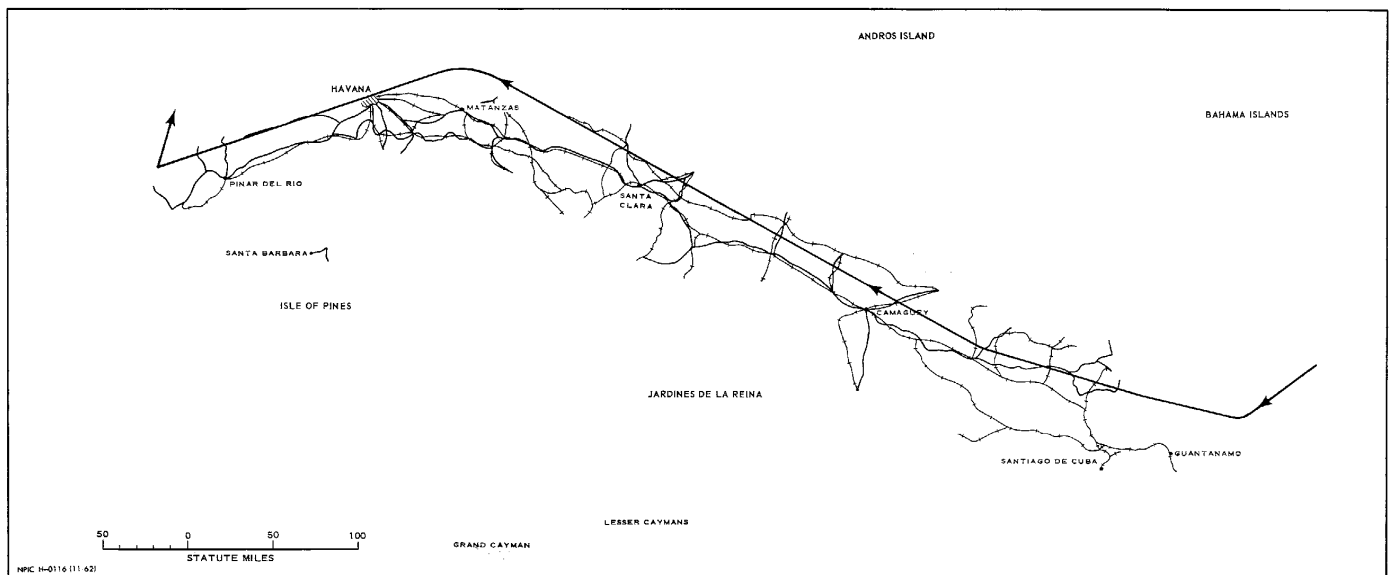 ANDROS ISLAND
HAVANA
MATANZAS
BAHAMA ISLANDS
PINAR DEL RIO
SANTA
CLARA
SANTA BARBARA
ISLE OF PINES
CAMAGUEY
JARDINES DE LA REINA
GUANTANAMO
SANTIAGO DE CUBA
LESSER CAYMANS
50 0 50 100
GRAND CAYMAN
STATUTE MILES
NPIC H-0116 (11-62)